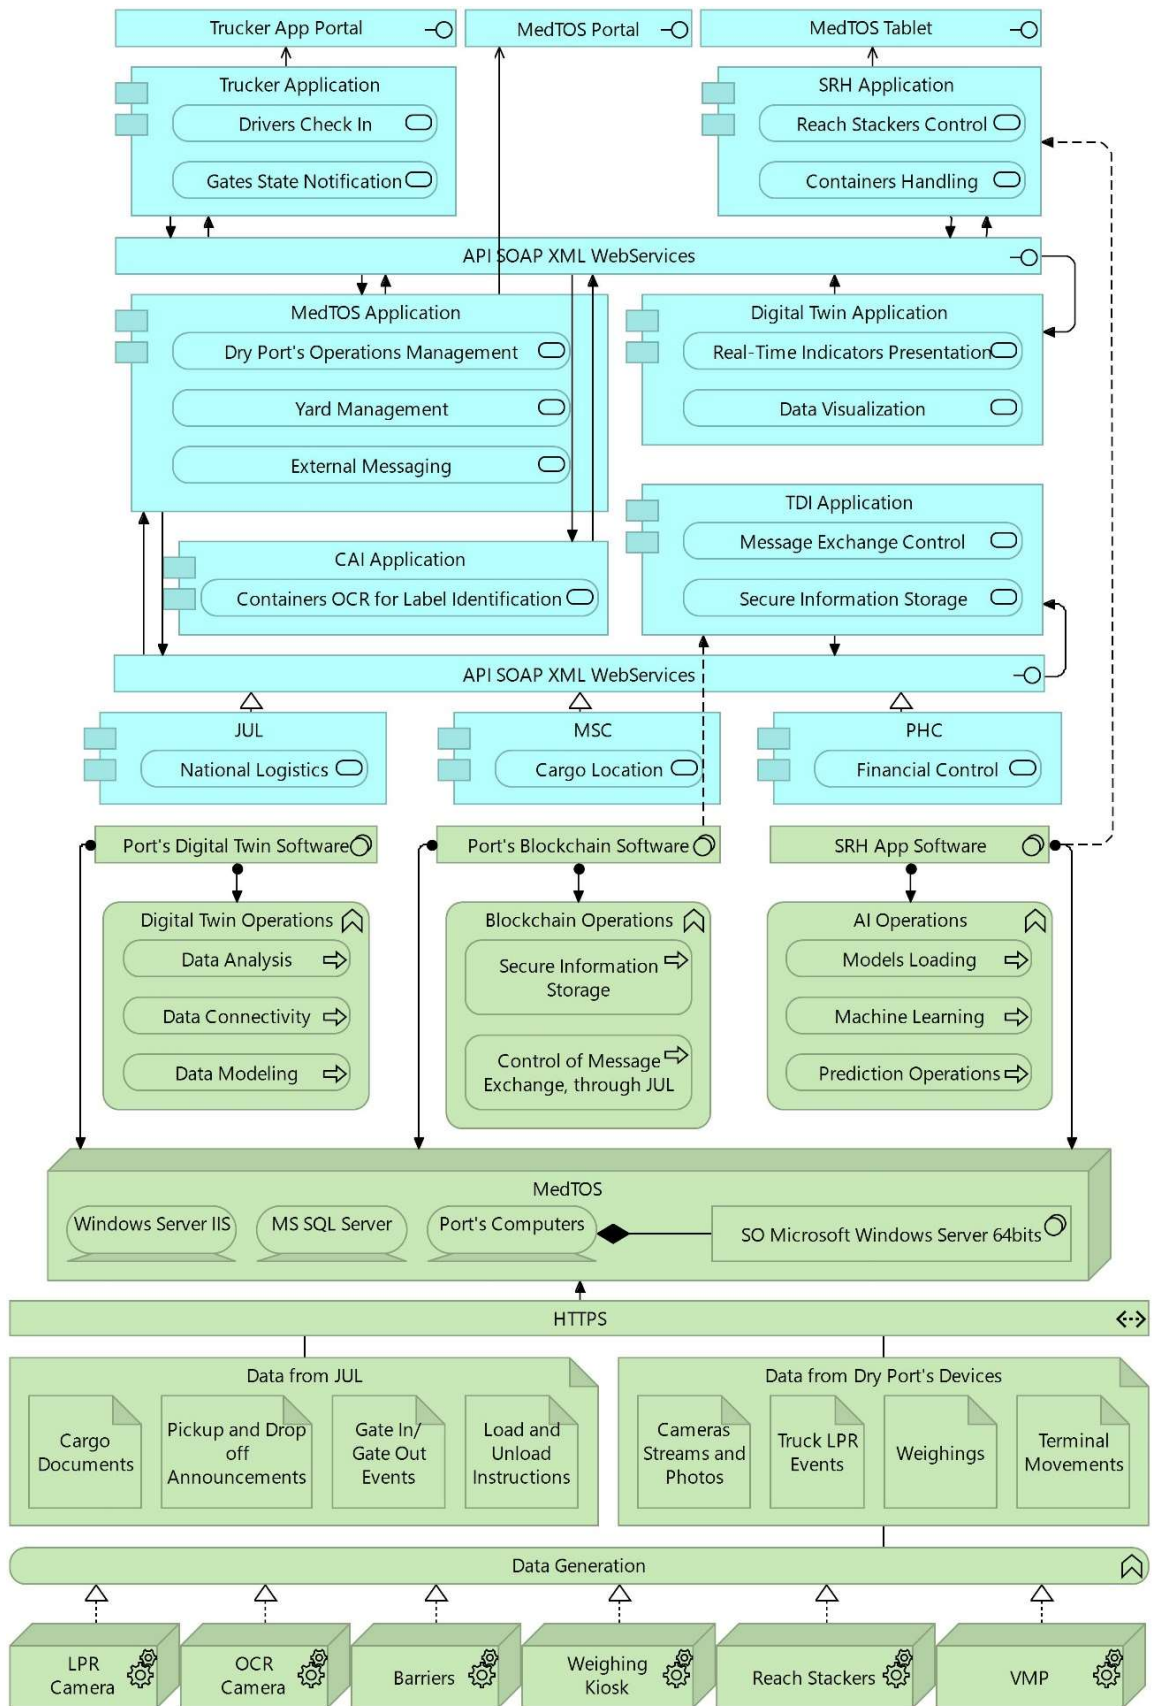 Trucker App Portal
MedTOS Portal
MedTOS Tablet
Trucker Application
Drivers Check In
Gates State Notification
SRH Application
Reach Stackers Control
Containers Handling
API SOAP XML WebServices
MedTOS Application
Dry Port's Operations Management
Yard Management
External Messaging
Digital Twin Application
Real-Time Indicators Presentation
Data Visualization
TDI Application
Message Exchange Control
Secure Information Storage
CAI Application
Containers OCR for Label Identification
API SOAP XML WebServices
JUL
National Logistics
MSC
Cargo Location
PHC
Financial Control
Port's Digital Twin Software
Port's Blockchain Software
SRH App Software
Digital Twin Operations
Data Analysis
Data Connectivity
Data Modeling
Blockchain Operations
Secure Information
Storage
Control of Message
Exchange, through JUL
AI Operations
Models Loading
Machine Learning
Prediction Operations
MedTOS
Windows Server IIS
MS SQL Server
Port's Computers
SO Microsoft Windows Server 64bits
HTTPS
Data from JUL
Cargo
Documents
Pickup and Drop
off
Announcements
Gate In/
Gate Out
Events
Load and
Unload
Instructions
Data from Dry Port's Devices
Cameras
Streams and
Photos
Truck LPR
Events
Weighings
Terminal
Movements
Data Generation
LPR
Camera
OCR
Camera
Barriers
Weighing
Kiosk
Reach Stackers
VMP